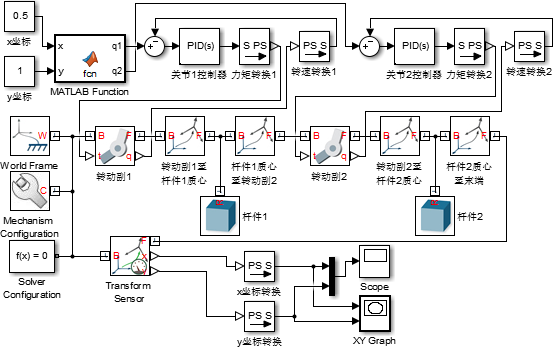 0.5
x坐标
1
y坐标
x
y
q1
q2
fcn
MATLAB Function
PID(s)
关节1控制器
S PS
力矩转换1
PS S
转速转换1
PID(s)
关节2控制器
S PS
力矩转换2
PS S
转速转换2
W
World Frame
C
Mechanism
Configuration
f(x) = 0
Solver
Configuration
B F
t q
转动副1
B F
转动副1至
杆件1质心
B F
杆件1质心
至转动副2
B F
t q
转动副2
B F
转动副2至
杆件2质心
B F
杆件2质心
至末端
杆件1
杆件2
B
F
Transform
Sensor
PS S
x坐标转换
PS S
y坐标转换
Scope
XY Graph